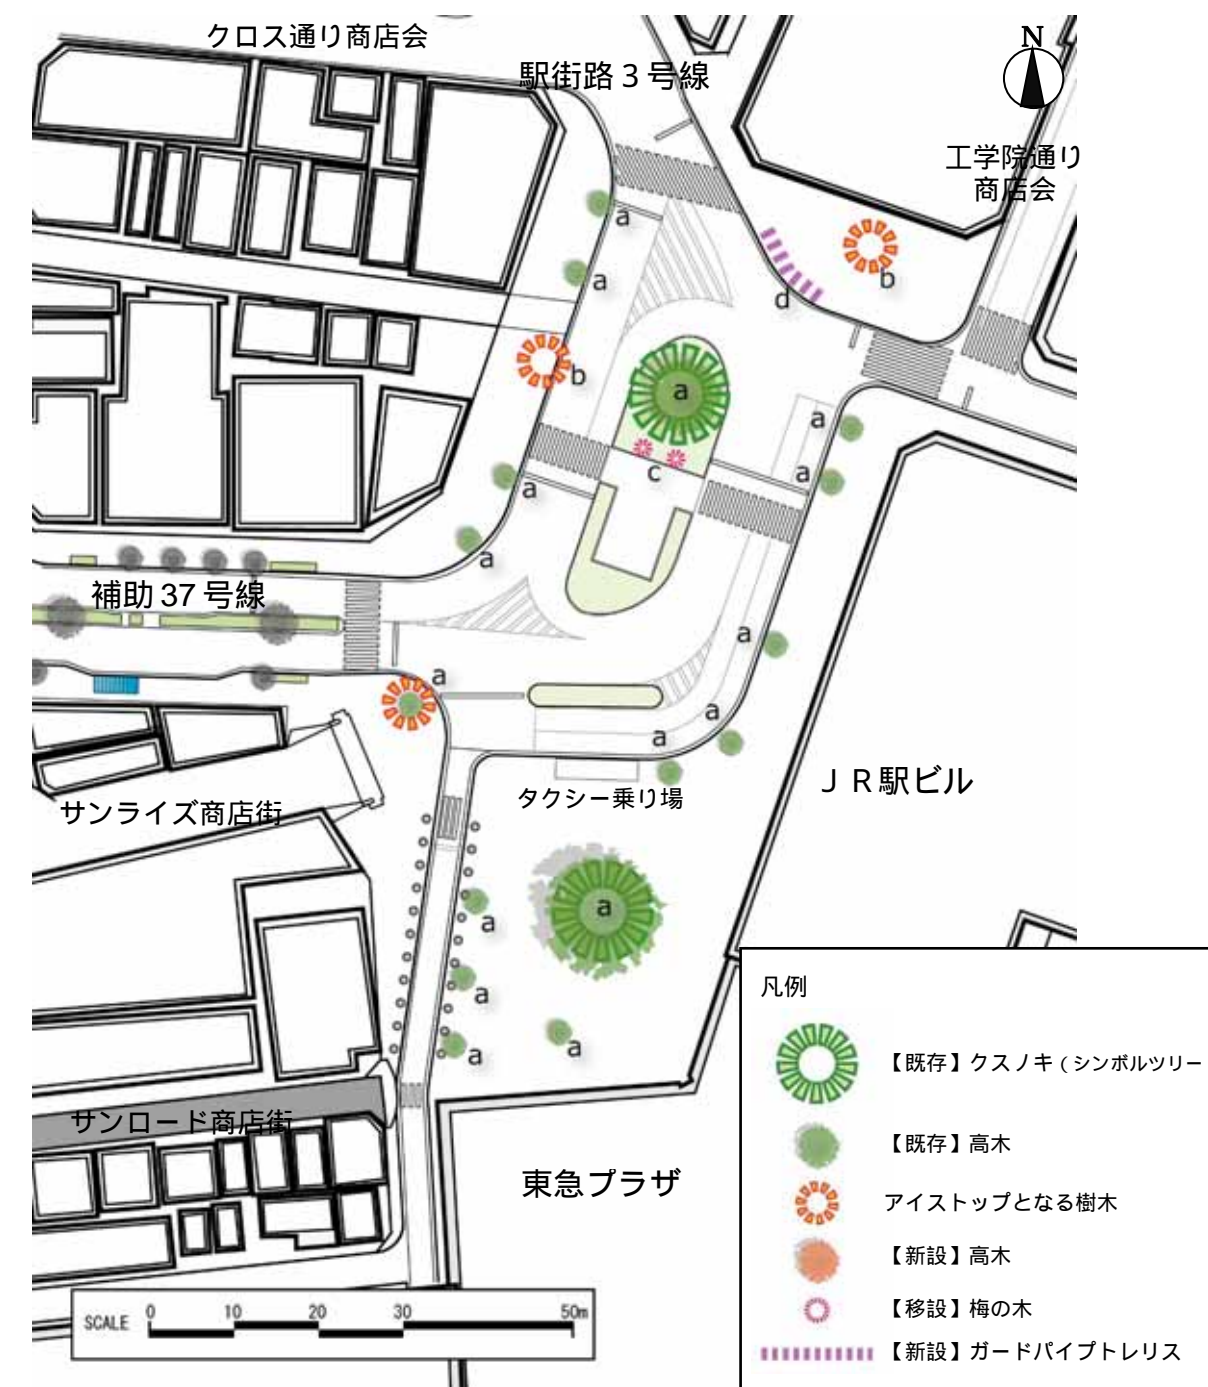 クロス通り商店会
駅街路3号線
N
工学院通り
商店会
a
a
d
b
b
a
a
c
a
a
a
補助37号線
a
a
a
a
サンライズ商店街
タクシー乗り場
JR駅ビル
a
a
a
a
a
サンロード商店街
東急プラザ
凡例
【既存】クスノキ(シンボルツリー
【既存】高木
アイストップとなる樹木
【新設】高木
【移設】梅の木
【新設】ガードパイプトレリス
SCALE 0 10 20 30 50m